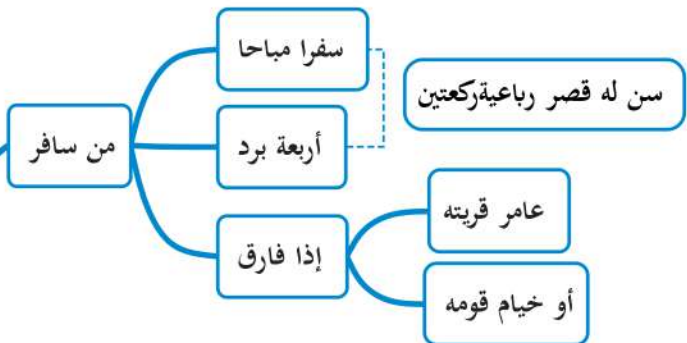 من سافر
سفرا مباحا
أربعة برد
سن له قصر رباعيةركعتين
إذا فارق
عامر قريته
أو خيام قومه